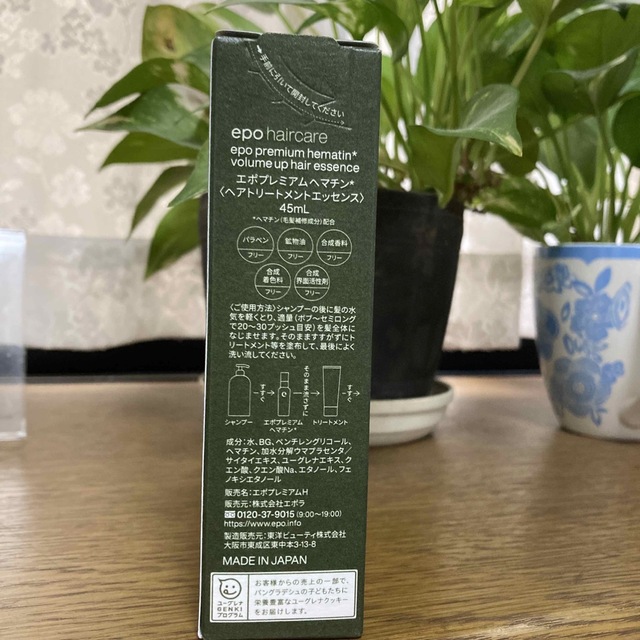 手前に引いて開封してください
epo haircare
epo premium hematin*
volume up hair essence
エポプレミアムヘマチン*
〈ヘアトリートメントエッセンス〉
45mL
*ヘマチン(毛髪補修成分)配合
パラベン
フリー
鉱物油
フリー
合成香料
フリー
合成
着色料
フリー
合成
界面活性剤
フリー
〈ご使用方法〉シャンプーの後に髪の水
気を軽くとり、適量(ボブ〜セミロング
で20〜30プッシュ目安)を髪全体に
なじませます。そのますすがずにト
リートメント等を塗布して、最後によく
洗い流してください。
すすぐ
そのまま流さずに
すすぐ
シャンプー
エポプレミアム
ヘマチン*
トリートメント
成分:水、BG、ペンチレングリコール、
ヘマチン、加水分解ウマプラセンタ/
サイタイエキス、ユーグレナエキス、ク
エン酸、クエン酸Na、エタノール、フェ
ノキシエタノール
販売名:エポプレミアムH
販売元:株式会社エポラ
0120-37-9015(9:00〜19:00)
https://www.epo.info
製造販売元:東洋ビューティ株式会社
大阪市東成区東中本3-13-8
MADE IN JAPAN
ユーグレナ
GENKI
プログラム
お客様からの売上の一部で、
バングラデシュの子どもたちに
栄養豊富なユーグレナクッキー
をお届けします。